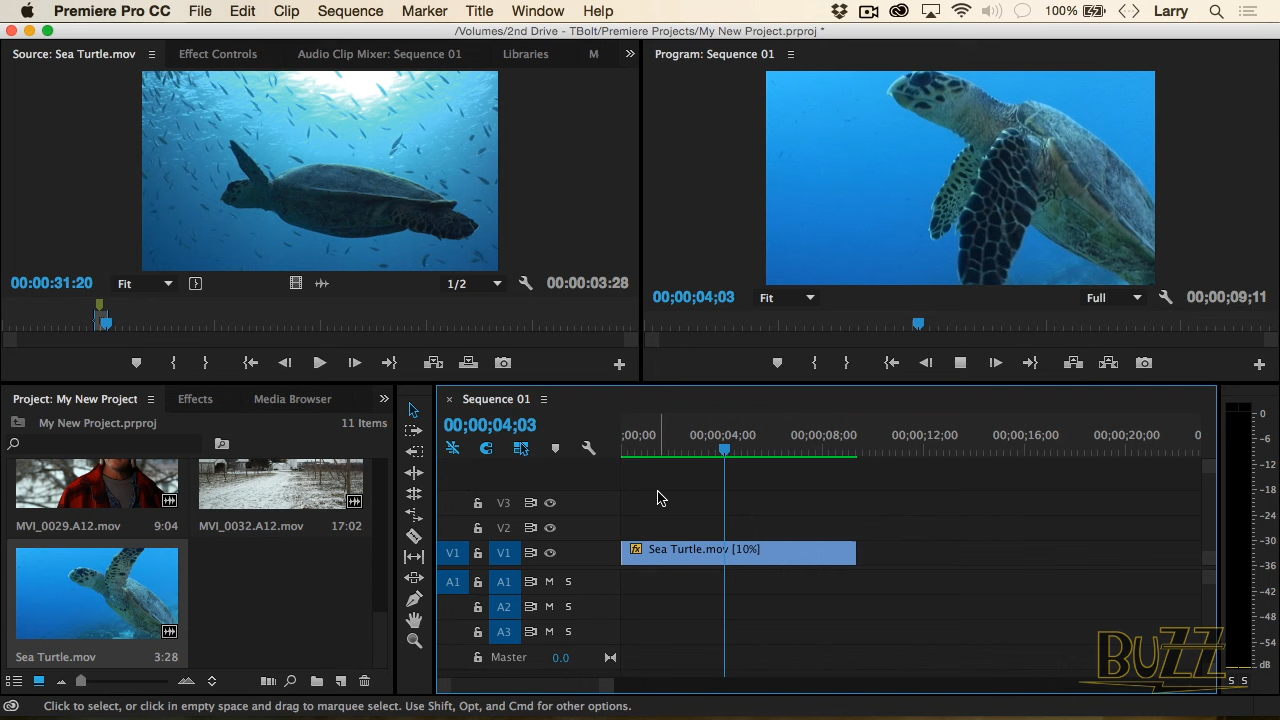 Premiere Pro CC File Edit Clip Sequence Marker Title Window Help 100% Larry
/Volumes/2nd Drive - TBolt/Premiere Projects/My New Project.prproj *
Source: Sea Turtle.mov Effect Controls Audio Clip Mixer: Sequence 01 Libraries M
Program: Sequence 01
00:00:31:20 Fit 1/2 00:00:03:28
00;00;04;03 Fit Full 00;00;09;11
Project: My New Project Effects Media Browser
My New Project.prproj 11 Items
MVI_0029.A12.mov 9:04
MVI_0032.A12.mov 17:02
Sea Turtle.mov 3:28
× Sequence 01
00;00;04;03
;00;00 00;00;04;00 00;00;08;00 00;00;12;00 00;00;16;00 00;00;20;00 0
V3
V2
V1 V1 fx Sea Turtle.mov [10%]
A1 A1 M S
A2 M S
A3 M S
Master 0.0
0
-6
-12
-18
-24
-30
-36
-42
-48
-54
dB
S S
BUZZ
Click to select, or click in empty space and drag to marquee select. Use Shift, Opt, and Cmd for other options.